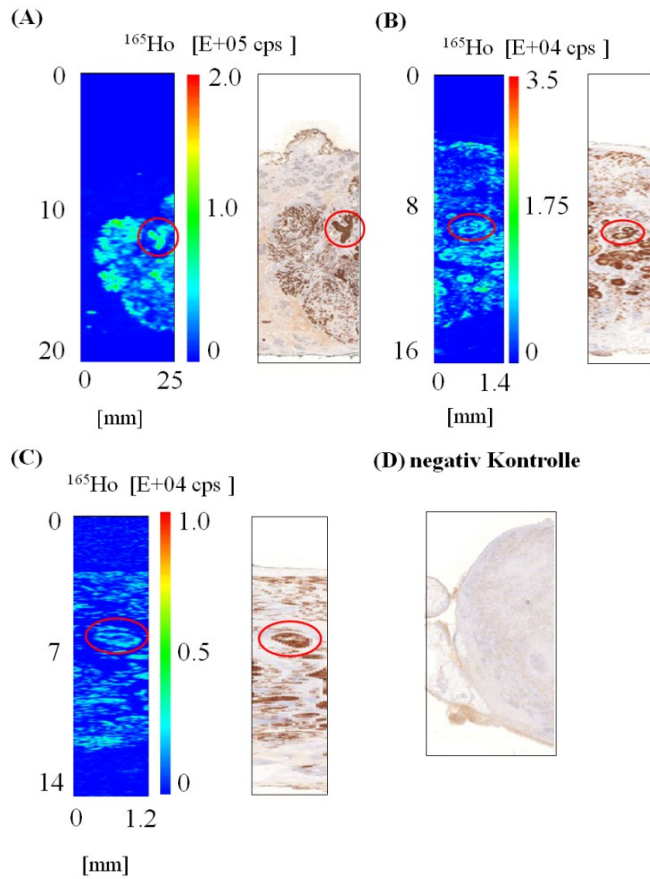 (A)
¹⁶⁵Ho [E+05 cps ]
0
10
20
0 25
[mm]
2.0
1.0
0
(B)
¹⁶⁵Ho [E+04 cps ]
0
8
16
0 1.4
[mm]
3.5
1.75
0
(C)
¹⁶⁵Ho [E+04 cps ]
0
7
14
0 1.2
[mm]
1.0
0.5
0
(D) negativ Kontrolle